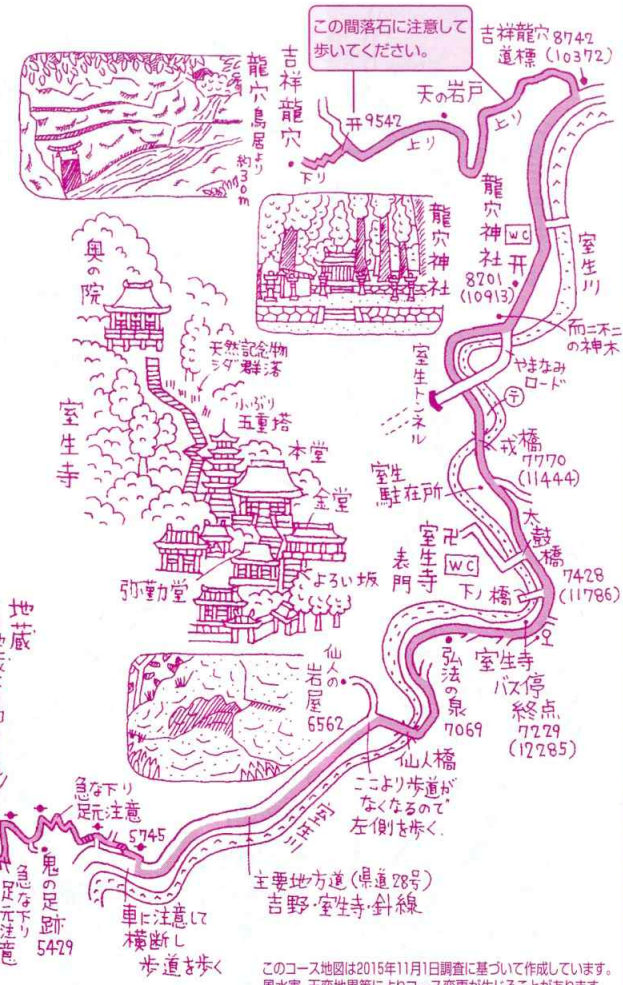 この間落石に注意して
歩いてください。
吉祥龍穴
道標
8742
(10372)
天の岩戸
上り
上り
开 9542
吉祥龍穴
下り
龍穴鳥居より
約30m
龍穴神社
龍穴神社
WC
开
8201
(10913)
室生川
而二不二
の神木
やまなみ
ロード
室生トンネル
〒
戎橋
7770
(11444)
室生
駐在所
太鼓橋
7428
(11786)
卍
室生寺
表門
WC
下ノ橋
室生寺
バス停
終点
7229
(12285)
弘法の泉
7069
仙人橋
ここより歩道が
なくなるので
左側を歩く.
仙人の
岩屋
6562
奥の院
天然記念物
シダ群落
室生寺
小ぶり
五重塔
本堂
金堂
弥勤堂
よろい坂
地蔵
室生川
主要地方道(県道28号)
吉野・室生寺・針線
急な下り
足元注意
5745
鬼の足跡
5429
急な下り
足元注意
車に注意して
横断し
歩道を歩く
このコース地図は2015年11月1日調査に基づいて作成しています。